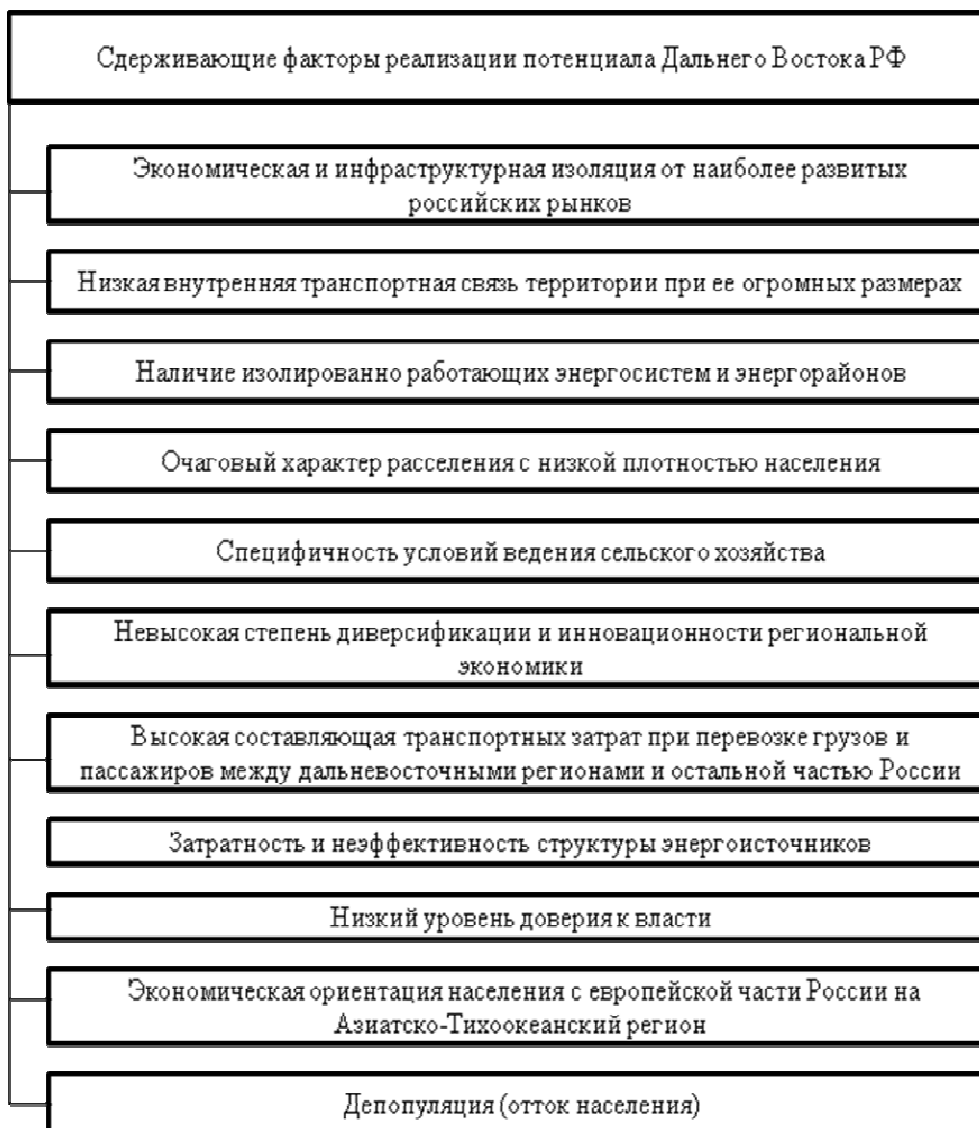 Сдерживающие факторы реализации потенциала Дальнего Востока РФ
Экономическая и инфраструктурная изоляция от наиболее развитых
российских рынков
Низкая внутренняя транспортная связь территории при ее огромных размерах
Наличие изолированно работающих энергосистем и энергорайонов
Очаговый характер расселения с низкой плотностью населения
Специфичность условий ведения сельского хозяйства
Невысокая степень диверсификации и инновационности региональной
экономики
Высокая составляющая транспортных затрат при перевозке грузов и
пассажиров между дальневосточными регионами и остальной частью России
Затратность и неэффективность структуры энергоисточников
Низкий уровень доверия к власти
Экономическая ориентация населения с европейской части России на
Азиатско-Тихоокеанский регион
Депопуляция (отток населения)